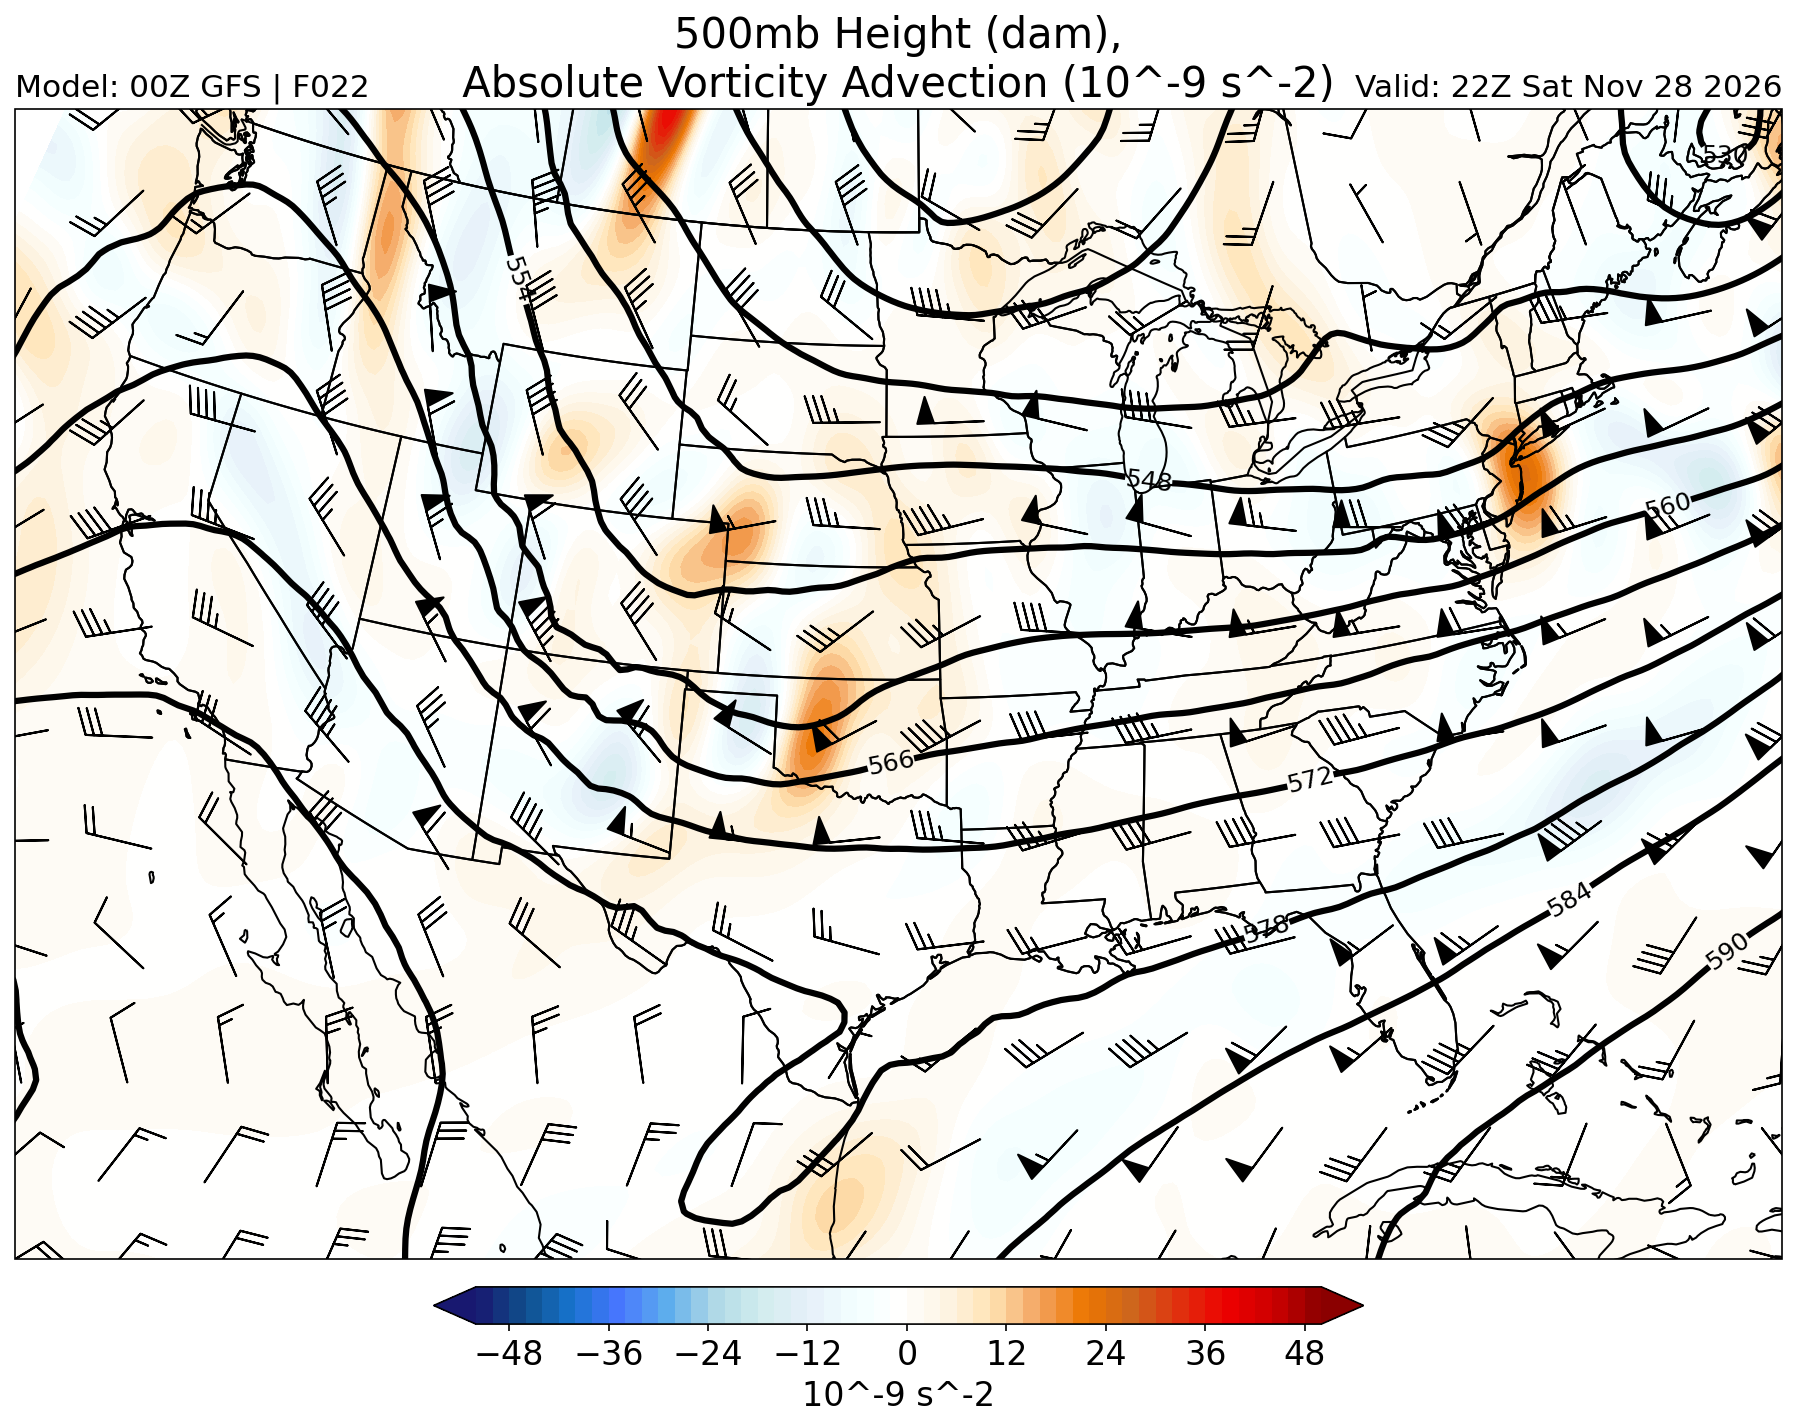 500mb Height (dam),
Model: 00Z GFS | F022
Absolute Vorticity Advection (10^-9 s^-2)
Valid: 22Z Sat Nov 28 2026
530
554
548
560
566
572
578
584
590
−48 −36 −24 −12 0 12 24 36 48
10^-9 s^-2